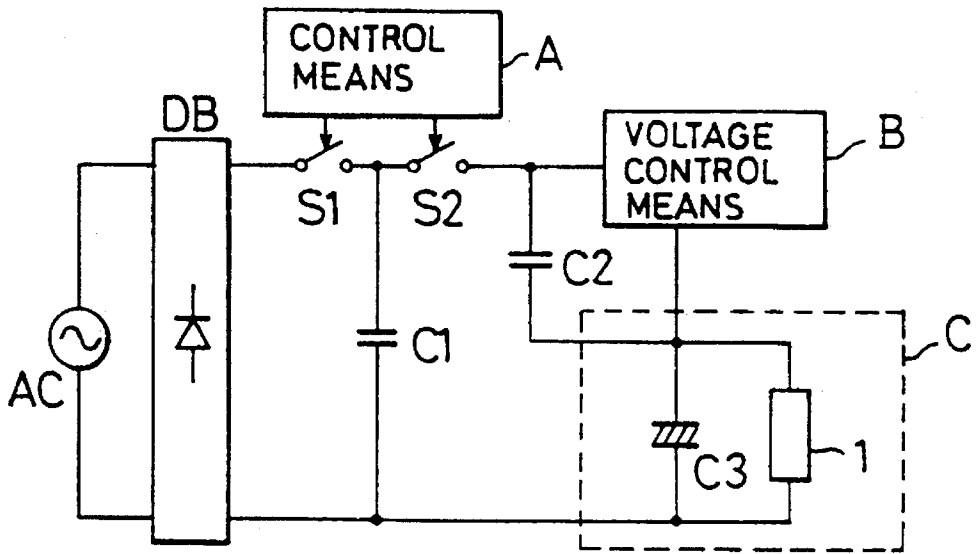 CONTROL
MEANS
A
DB
S1
S2
VOLTAGE
CONTROL
MEANS
B
C2
C1
AC
C
C3
1